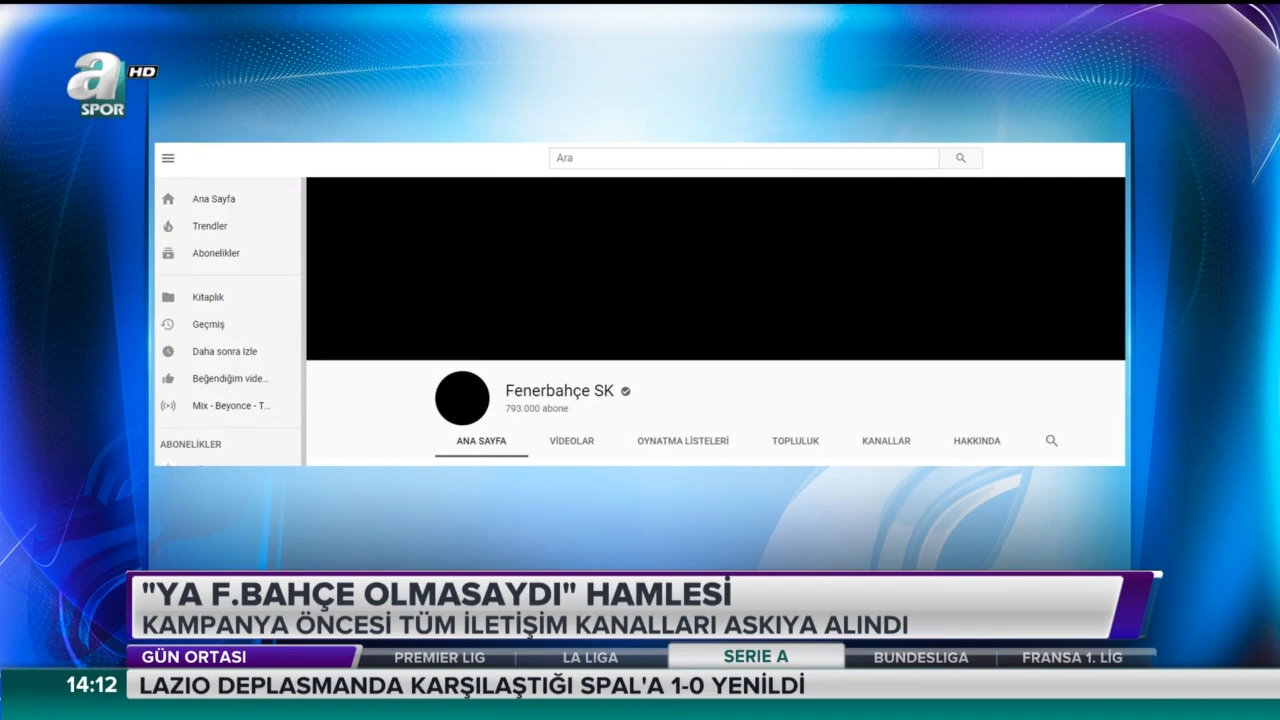 a HD
SPOR
Ara
Ana Sayfa
Trendler
Abonelikler
Kitaplık
Geçmiş
Daha sonra izle
Beğendiğim vide...
Mix - Beyonce - T...
ABONELİKLER
Fenerbahçe SK
793.000 abone
ANA SAYFA VİDEOLAR OYNATMA LİSTELERİ TOPLULUK KANALLAR HAKKINDA
"YA F.BAHÇE OLMASAYDI" HAMLESİ
KAMPANYA ÖNCESİ TÜM İLETİŞİM KANALLARI ASKIYA ALINDI
GÜN ORTASI PREMIER LIG LA LIGA SERIE A BUNDESLIGA FRANSA 1. LİG
14:12 LAZIO DEPLASMANDA KARŞILAŞTIĞI SPAL'A 1-0 YENİLDİ